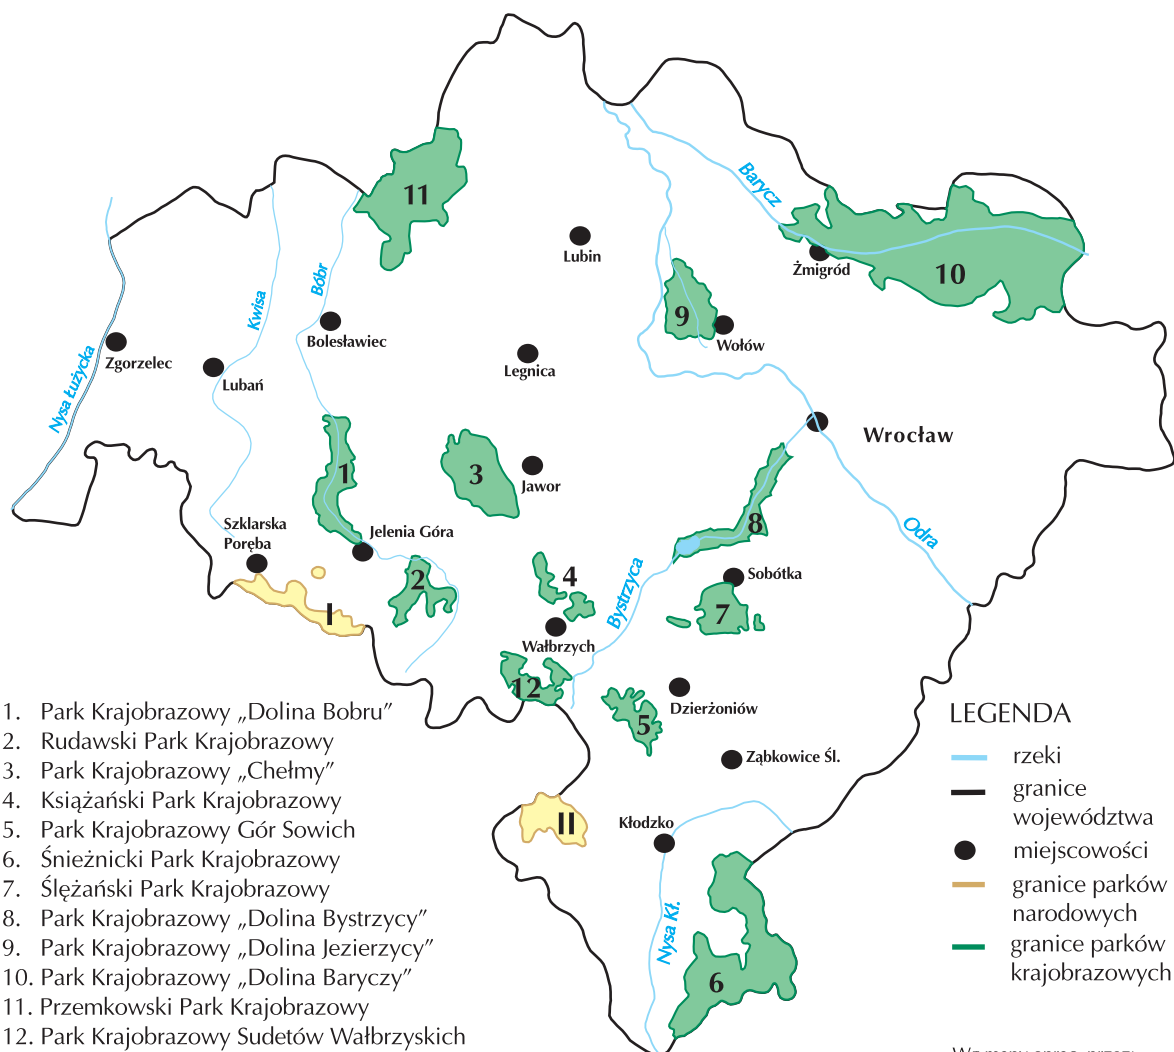 11
Barycz
Lubin
Żmigród
10
Kwisa
Bóbr
9
Wołów
Bolesławiec
Zgorzelec
Lubań
Legnica
Nysa Łużycka
Wrocław
1
3
Jawor
8
Odra
Szklarska
Poręba
Jelenia Góra
2
4
Bystrzyca
Sobótka
7
I
Wałbrzych
12
5
Dzierżoniów
Ząbkowice Śl.
II
Kłodzko
Nysa Kł.
6
1. Park Krajobrazowy „Dolina Bobru”
2. Rudawski Park Krajobrazowy
3. Park Krajobrazowy „Chełmy”
4. Książański Park Krajobrazowy
5. Park Krajobrazowy Gór Sowich
6. Śnieżnicki Park Krajobrazowy
7. Ślężański Park Krajobrazowy
8. Park Krajobrazowy „Dolina Bystrzycy”
9. Park Krajobrazowy „Dolina Jezierzycy”
10. Park Krajobrazowy „Dolina Baryczy”
11. Przemkowski Park Krajobrazowy
12. Park Krajobrazowy Sudetów Wałbrzyskich
LEGENDA
rzeki
granice
województwa
miejscowości
granice parków
narodowych
granice parków
krajobrazowych